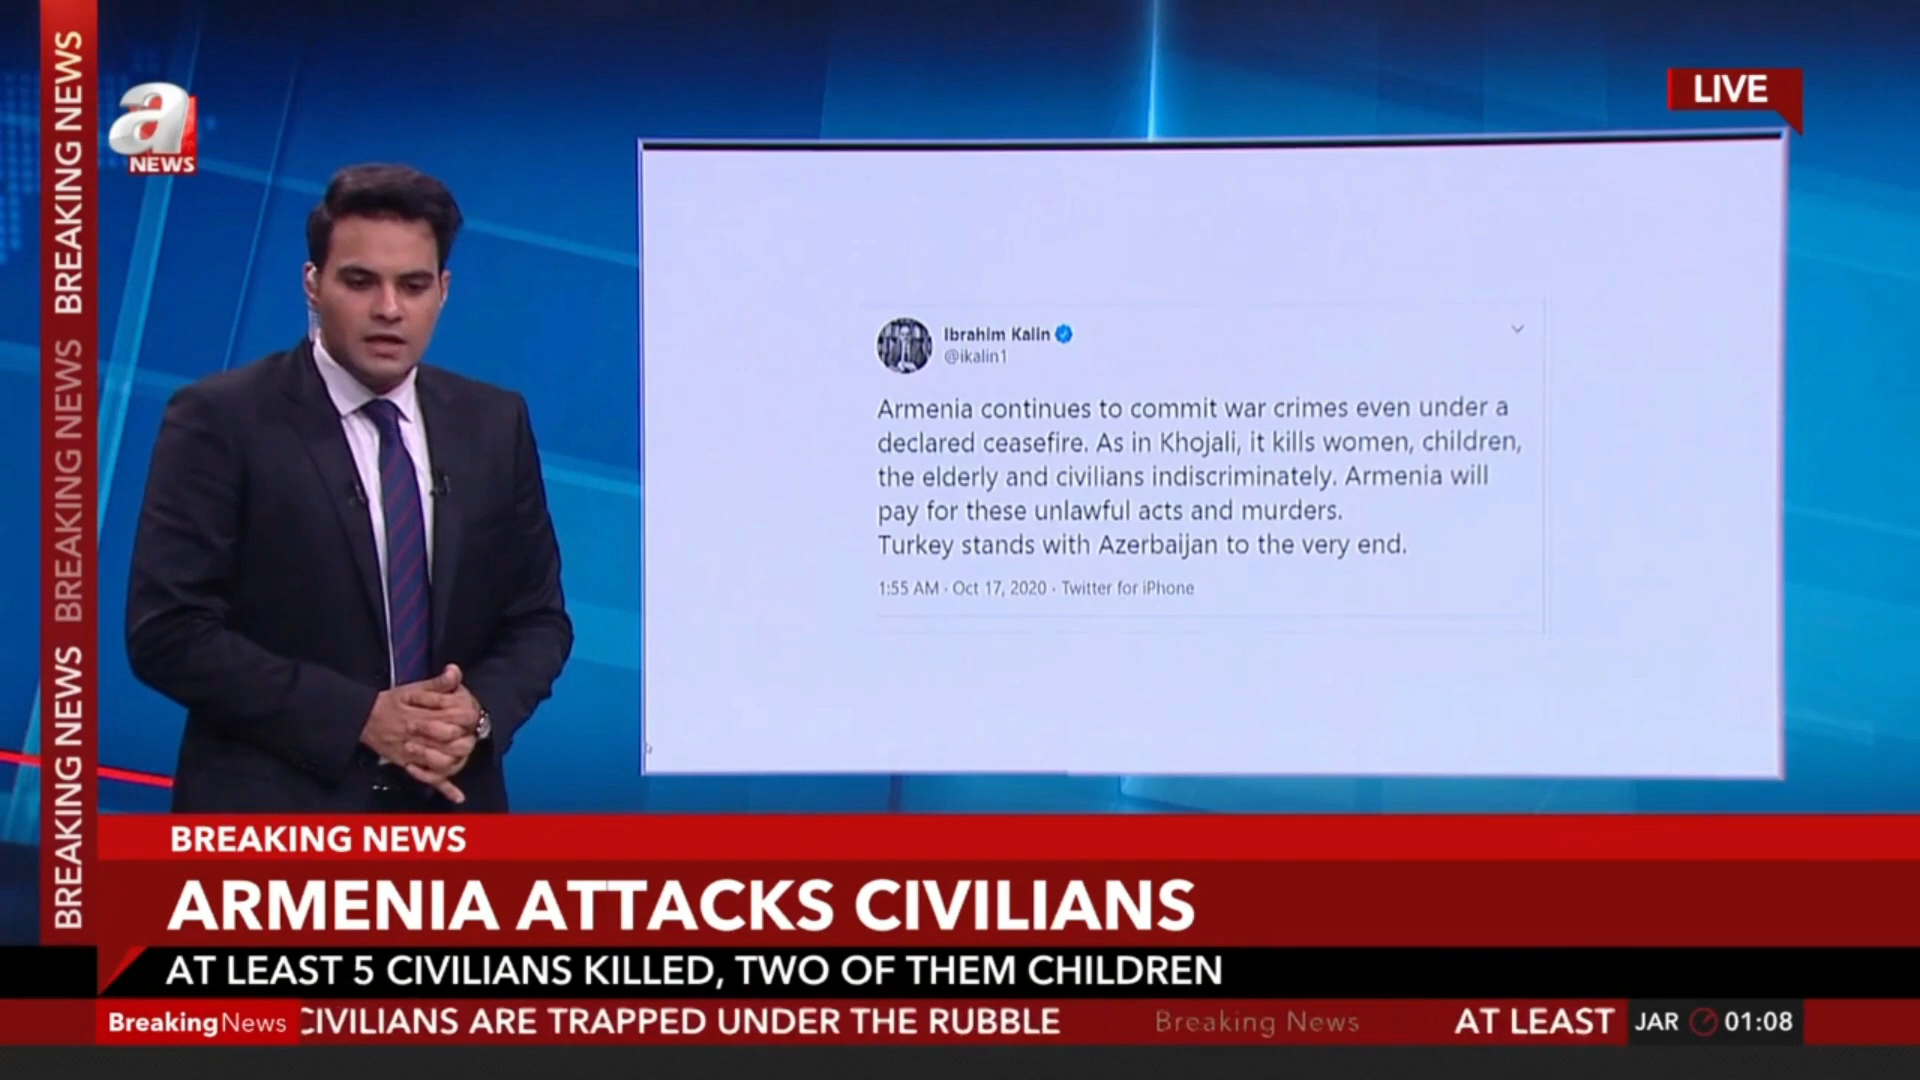 BREAKING NEWS
BREAKING NEWS
BREAKING NEWS
a
NEWS
LIVE
Ibrahim Kalin
@ikalin1
Armenia continues to commit war crimes even under a
declared ceasefire. As in Khojali, it kills women, children,
the elderly and civilians indiscriminately. Armenia will
pay for these unlawful acts and murders.
Turkey stands with Azerbaijan to the very end.
1:55 AM · Oct 17, 2020 · Twitter for iPhone
BREAKING NEWS
ARMENIA ATTACKS CIVILIANS
AT LEAST 5 CIVILIANS KILLED, TWO OF THEM CHILDREN
BreakingNews CIVILIANS ARE TRAPPED UNDER THE RUBBLE Breaking News AT LEAST JAR 01:08